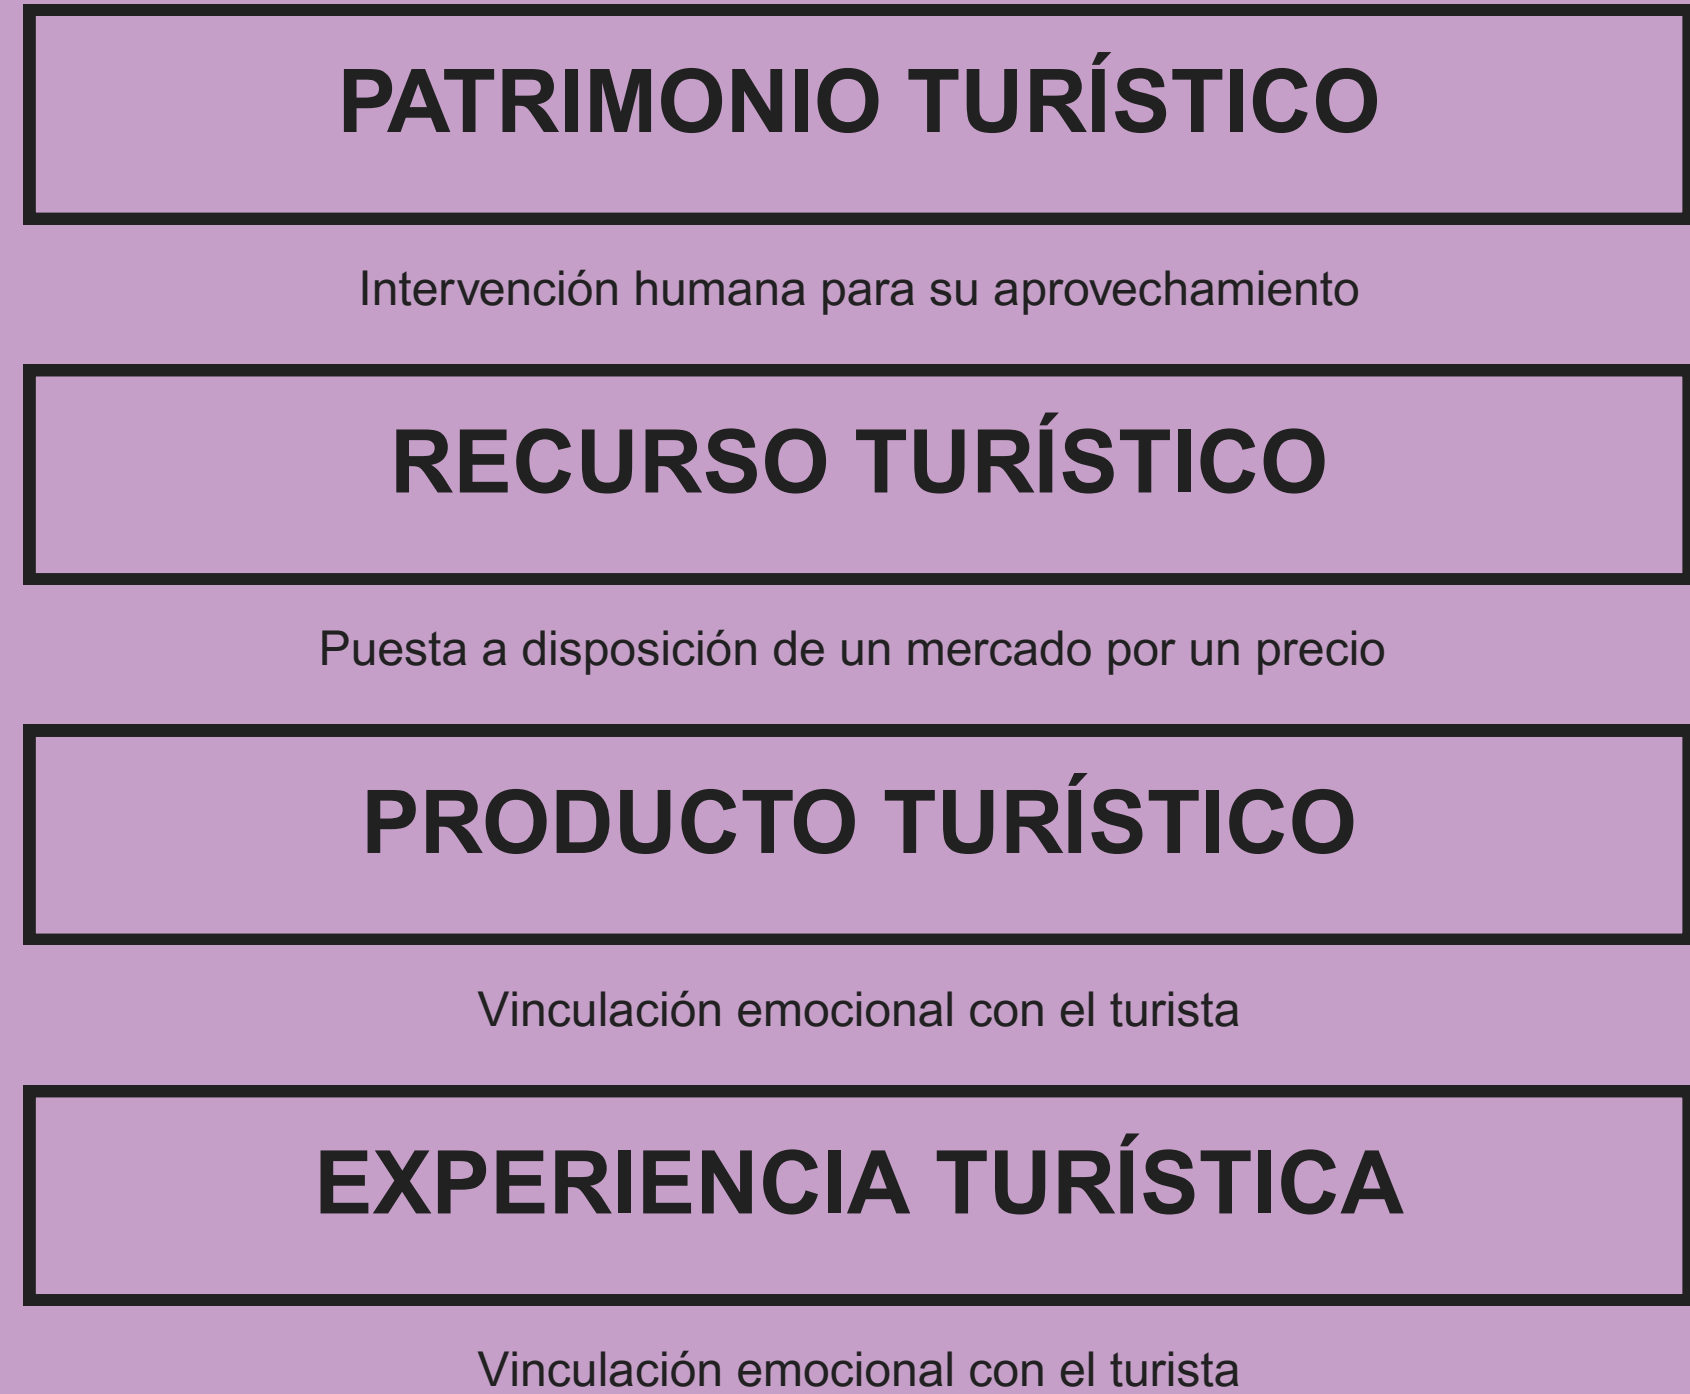 PATRIMONIO TURÍSTICO
Intervención humana para su aprovechamiento
RECURSO TURÍSTICO
Puesta a disposición de un mercado por un precio
PRODUCTO TURÍSTICO
Vinculación emocional con el turista
EXPERIENCIA TURÍSTICA
Vinculación emocional con el turista